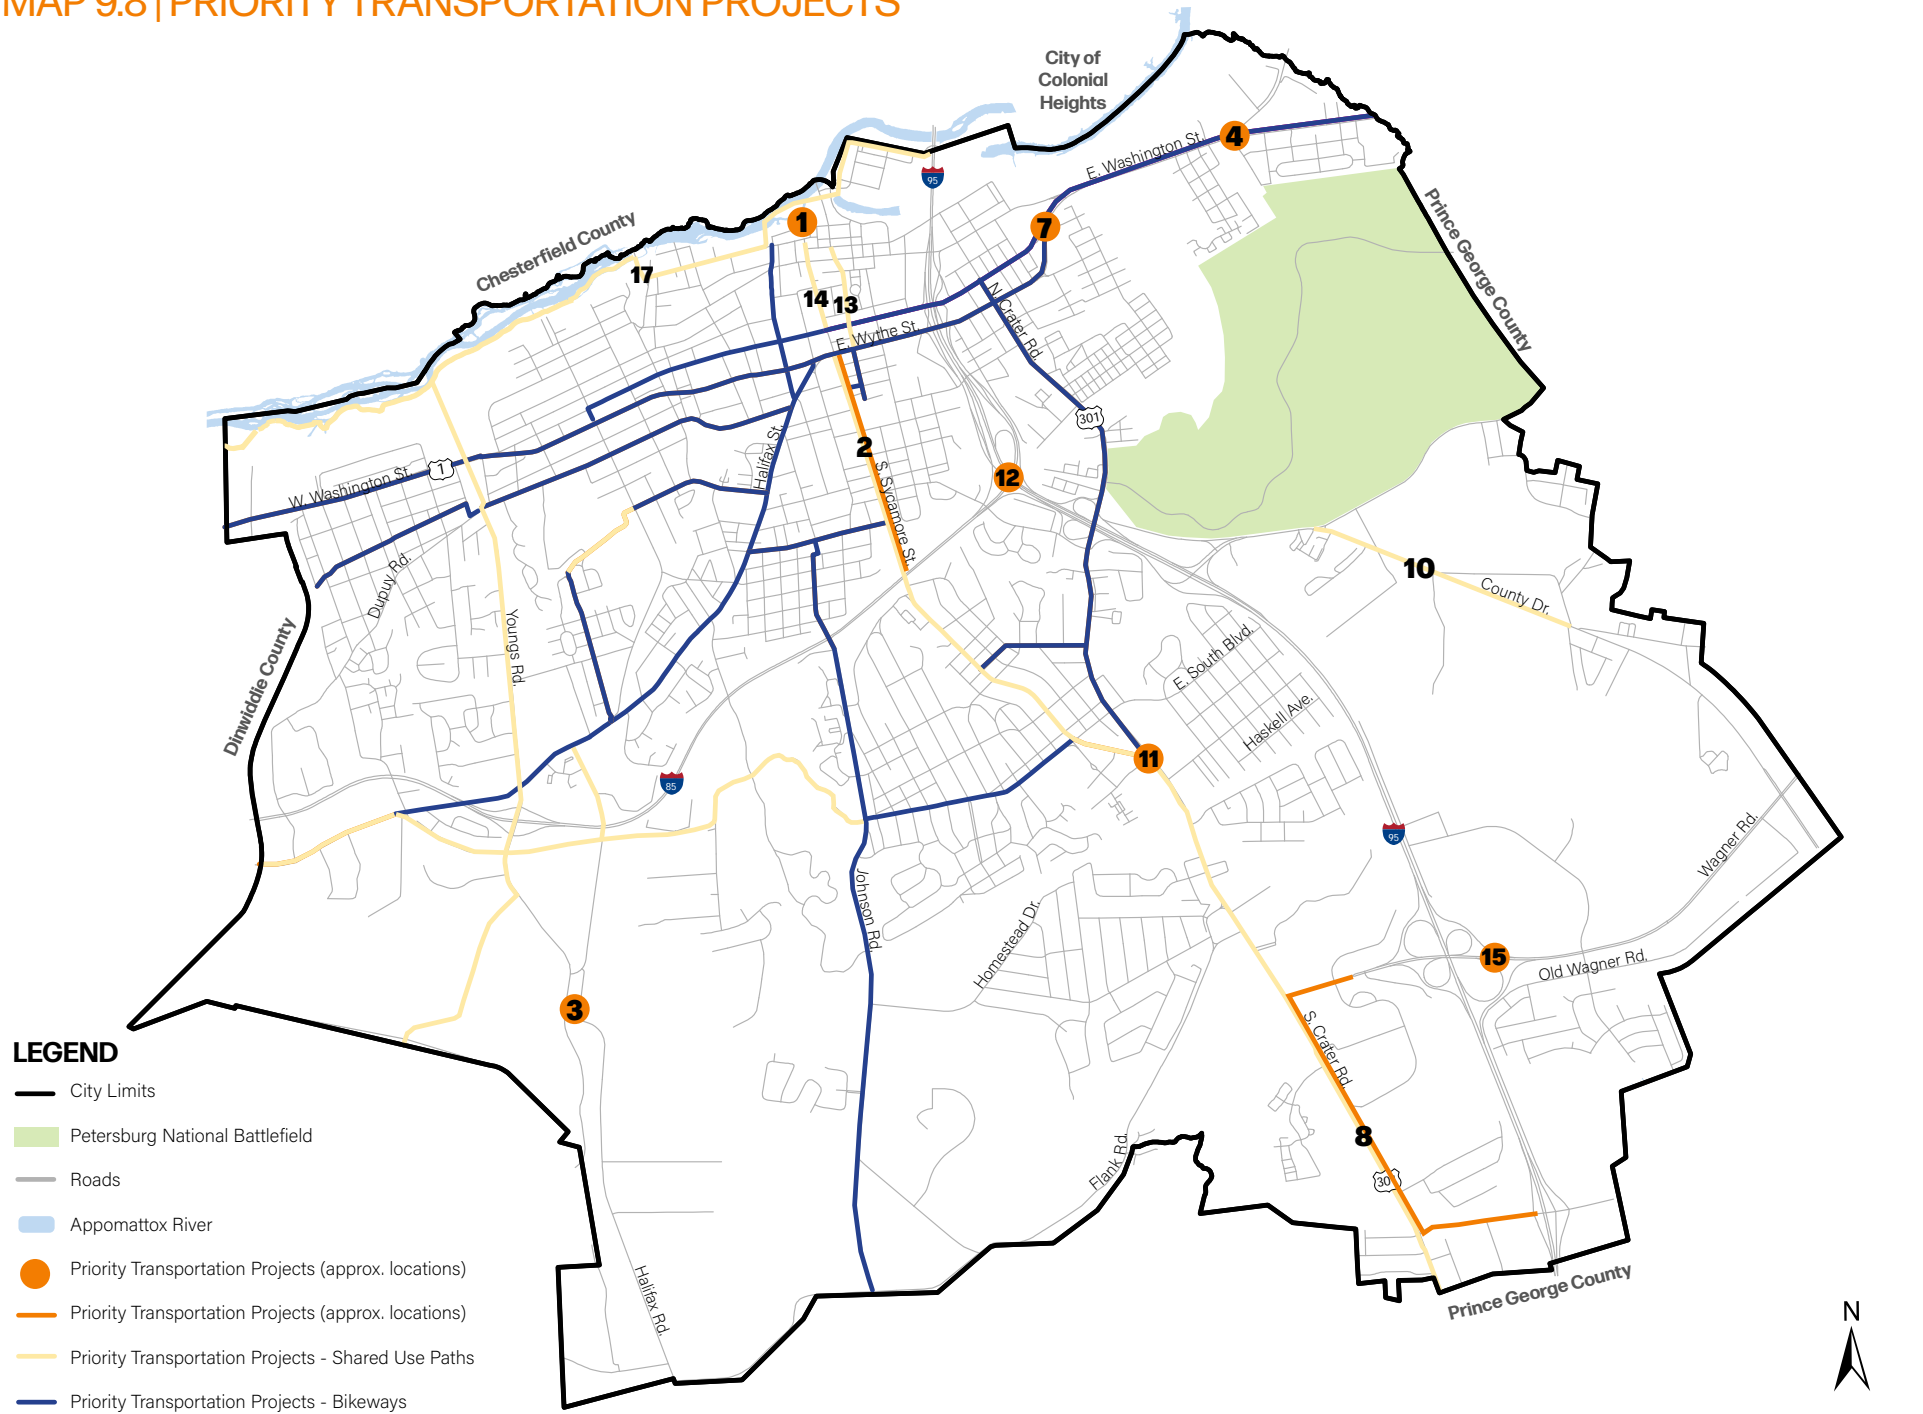 MAP 9.8 | PRIORITY TRANSPORTATION PROJECTS
City of
Colonial
Heights
4
E. Washington St.
95
Prince George County
Chesterfield County
1
7
17
14
13
E. Wythe St.
N. Crater Rd.
301
2
Halifax St.
S. Sycamore St.
12
1
W. Washington St.
Dupuy Rd.
10
County Dr.
Youngs Rd.
Dinwiddie County
E. South Blvd.
Haskell Ave.
11
85
95
Wagner Rd.
Johnson Rd.
Homestead Dr.
15
Old Wagner Rd.
3
S. Crater Rd.
8
301
Flank Rd.
Halifax Rd.
Prince George County
N
LEGEND
City Limits
Petersburg National Battlefield
Roads
Appomattox River
Priority Transportation Projects (approx. locations)
Priority Transportation Projects (approx. locations)
Priority Transportation Projects - Shared Use Paths
Priority Transportation Projects - Bikeways